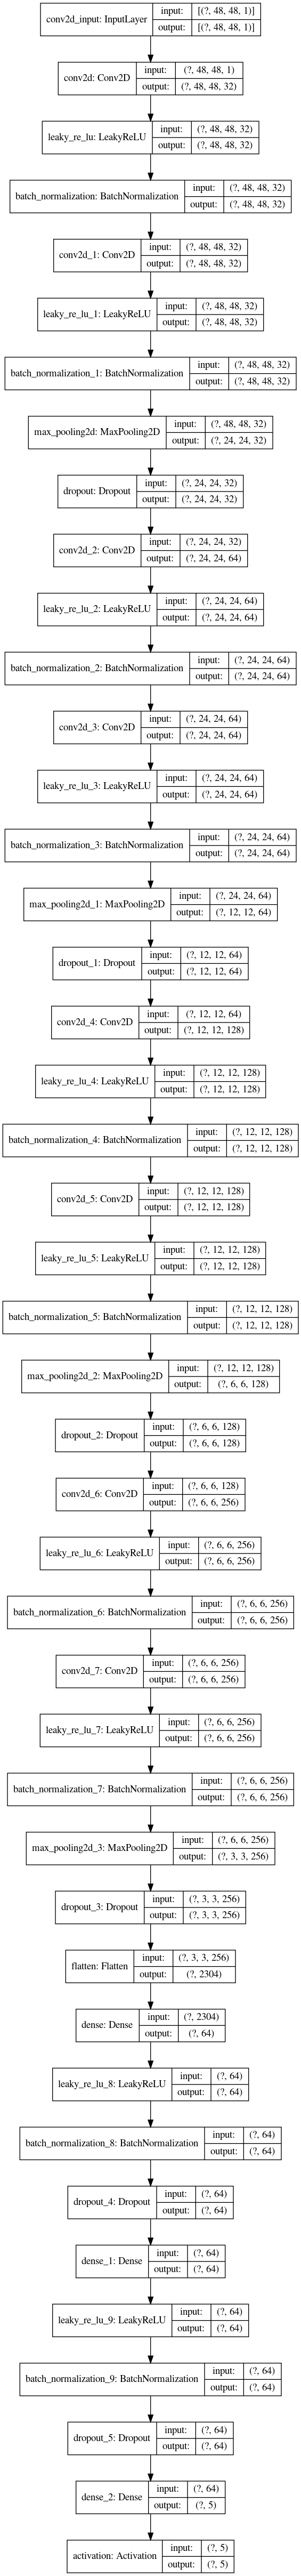 conv2d_input: InputLayer input: [(?, 48, 48, 1)]
output: [(?, 48, 48, 1)]
conv2d: Conv2D input: (?, 48, 48, 1)
output: (?, 48, 48, 32)
leaky_re_lu: LeakyReLU input: (?, 48, 48, 32)
output: (?, 48, 48, 32)
batch_normalization: BatchNormalization input: (?, 48, 48, 32)
output: (?, 48, 48, 32)
conv2d_1: Conv2D input: (?, 48, 48, 32)
output: (?, 48, 48, 32)
leaky_re_lu_1: LeakyReLU input: (?, 48, 48, 32)
output: (?, 48, 48, 32)
batch_normalization_1: BatchNormalization input: (?, 48, 48, 32)
output: (?, 48, 48, 32)
max_pooling2d: MaxPooling2D input: (?, 48, 48, 32)
output: (?, 24, 24, 32)
dropout: Dropout input: (?, 24, 24, 32)
output: (?, 24, 24, 32)
conv2d_2: Conv2D input: (?, 24, 24, 32)
output: (?, 24, 24, 64)
leaky_re_lu_2: LeakyReLU input: (?, 24, 24, 64)
output: (?, 24, 24, 64)
batch_normalization_2: BatchNormalization input: (?, 24, 24, 64)
output: (?, 24, 24, 64)
conv2d_3: Conv2D input: (?, 24, 24, 64)
output: (?, 24, 24, 64)
leaky_re_lu_3: LeakyReLU input: (?, 24, 24, 64)
output: (?, 24, 24, 64)
batch_normalization_3: BatchNormalization input: (?, 24, 24, 64)
output: (?, 24, 24, 64)
max_pooling2d_1: MaxPooling2D input: (?, 24, 24, 64)
output: (?, 12, 12, 64)
dropout_1: Dropout input: (?, 12, 12, 64)
output: (?, 12, 12, 64)
conv2d_4: Conv2D input: (?, 12, 12, 64)
output: (?, 12, 12, 128)
leaky_re_lu_4: LeakyReLU input: (?, 12, 12, 128)
output: (?, 12, 12, 128)
batch_normalization_4: BatchNormalization input: (?, 12, 12, 128)
output: (?, 12, 12, 128)
conv2d_5: Conv2D input: (?, 12, 12, 128)
output: (?, 12, 12, 128)
leaky_re_lu_5: LeakyReLU input: (?, 12, 12, 128)
output: (?, 12, 12, 128)
batch_normalization_5: BatchNormalization input: (?, 12, 12, 128)
output: (?, 12, 12, 128)
max_pooling2d_2: MaxPooling2D input: (?, 12, 12, 128)
output: (?, 6, 6, 128)
dropout_2: Dropout input: (?, 6, 6, 128)
output: (?, 6, 6, 128)
conv2d_6: Conv2D input: (?, 6, 6, 128)
output: (?, 6, 6, 256)
leaky_re_lu_6: LeakyReLU input: (?, 6, 6, 256)
output: (?, 6, 6, 256)
batch_normalization_6: BatchNormalization input: (?, 6, 6, 256)
output: (?, 6, 6, 256)
conv2d_7: Conv2D input: (?, 6, 6, 256)
output: (?, 6, 6, 256)
leaky_re_lu_7: LeakyReLU input: (?, 6, 6, 256)
output: (?, 6, 6, 256)
batch_normalization_7: BatchNormalization input: (?, 6, 6, 256)
output: (?, 6, 6, 256)
max_pooling2d_3: MaxPooling2D input: (?, 6, 6, 256)
output: (?, 3, 3, 256)
dropout_3: Dropout input: (?, 3, 3, 256)
output: (?, 3, 3, 256)
flatten: Flatten input: (?, 3, 3, 256)
output: (?, 2304)
dense: Dense input: (?, 2304)
output: (?, 64)
leaky_re_lu_8: LeakyReLU input: (?, 64)
output: (?, 64)
batch_normalization_8: BatchNormalization input: (?, 64)
output: (?, 64)
dropout_4: Dropout input: (?, 64)
output: (?, 64)
dense_1: Dense input: (?, 64)
output: (?, 64)
leaky_re_lu_9: LeakyReLU input: (?, 64)
output: (?, 64)
batch_normalization_9: BatchNormalization input: (?, 64)
output: (?, 64)
dropout_5: Dropout input: (?, 64)
output: (?, 64)
dense_2: Dense input: (?, 64)
output: (?, 5)
activation: Activation input: (?, 5)
output: (?, 5)